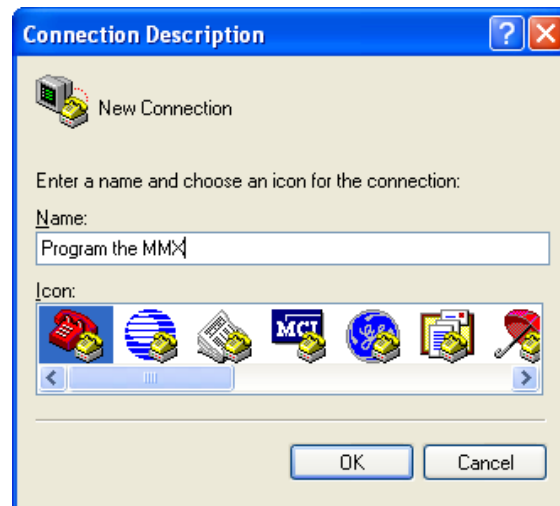 Connection Description
New Connection
Enter a name and choose an icon for the connection:
Name:
Program the MMX
Icon:
MCI
OK
Cancel